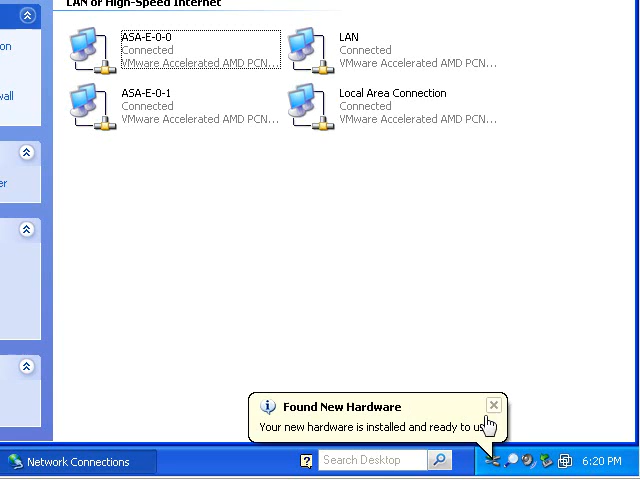 LAN or High-Speed Internet
ASA-E-0-0
Connected
VMware Accelerated AMD PCN...
LAN
Connected
VMware Accelerated AMD PCN...
ASA-E-0-1
Connected
VMware Accelerated AMD PCN...
Local Area Connection
Connected
VMware Accelerated AMD PCN...
on
wall
er
Found New Hardware
Your new hardware is installed and ready to
Network Connections
Search Desktop
6:20 PM